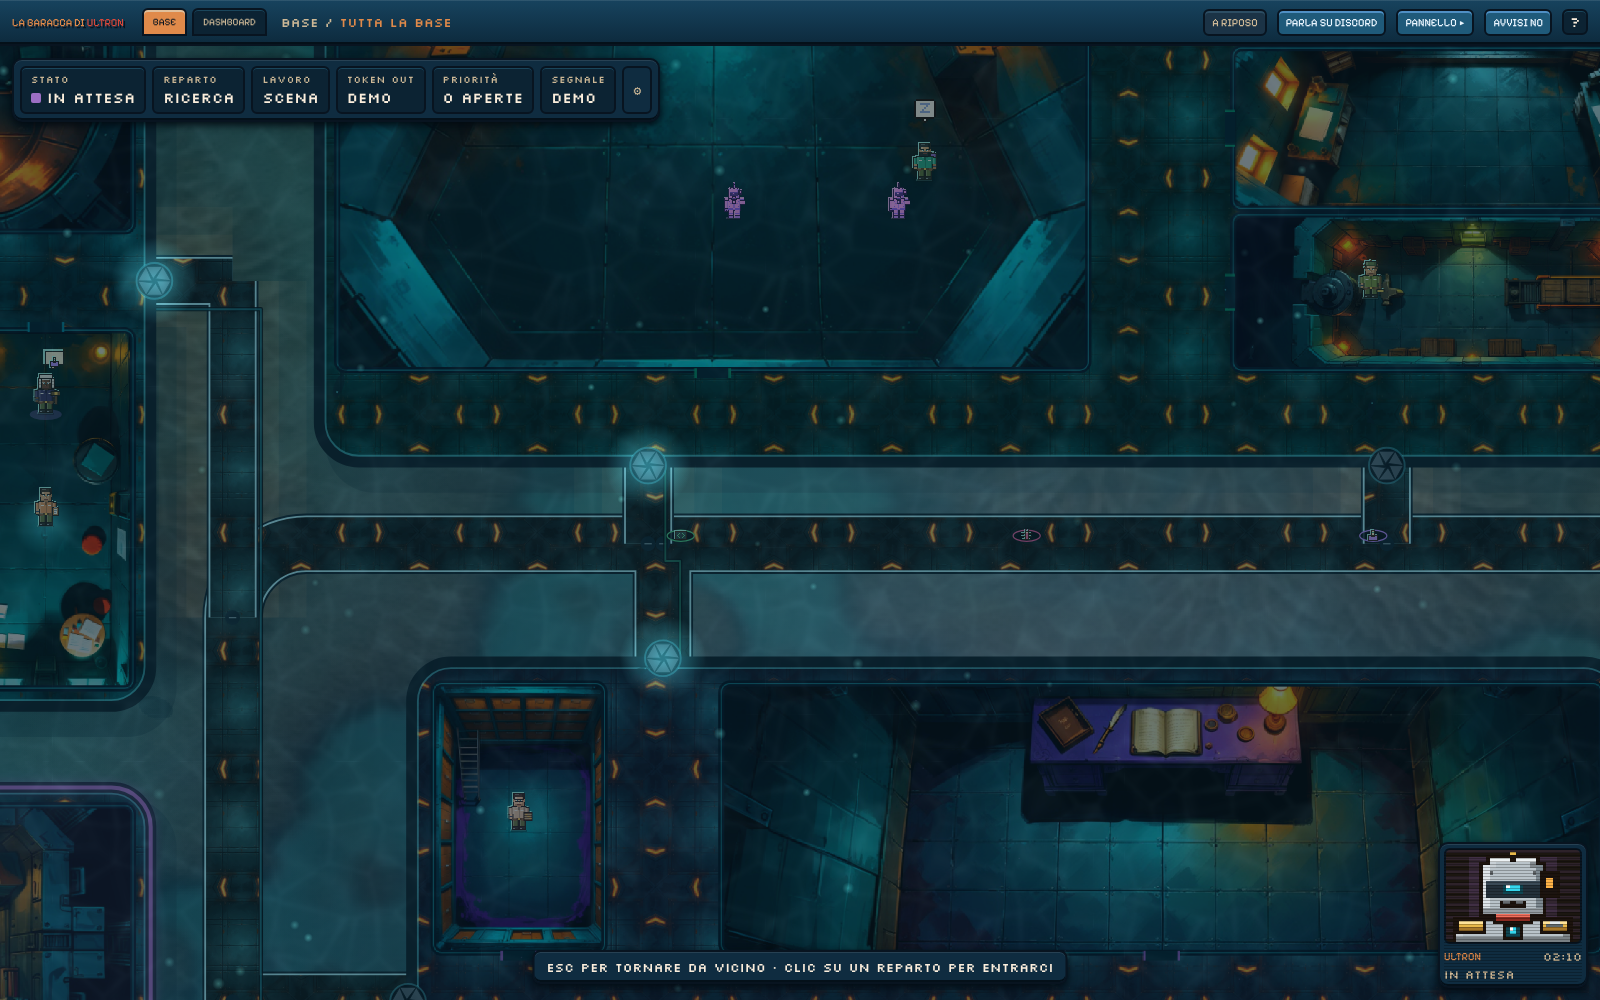 LA BARACCA DI ULTRON
BASE
DASHBOARD
BASE / TUTTA LA BASE
A RIPOSO
PARLA SU DISCORD
PANNELLO ▸
AVVISI NO
?
STATO
IN ATTESA
REPARTO
RICERCA
LAVORO
SCENA
TOKEN OUT
DEMO
PRIORITÀ
0 APERTE
SEGNALE
DEMO
Z
ESC PER TORNARE DA VICINO · CLIC SU UN REPARTO PER ENTRARCI
ULTRON 02:10
IN ATTESA